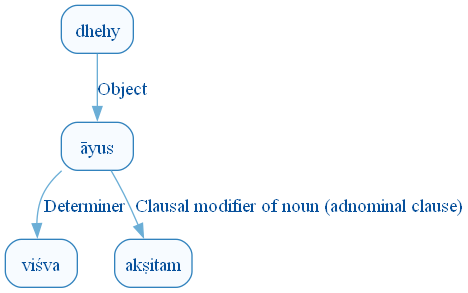 dhehy
Object
āyus
Determiner
Clausal modifier of noun (adnominal clause)
viśva
akṣitam